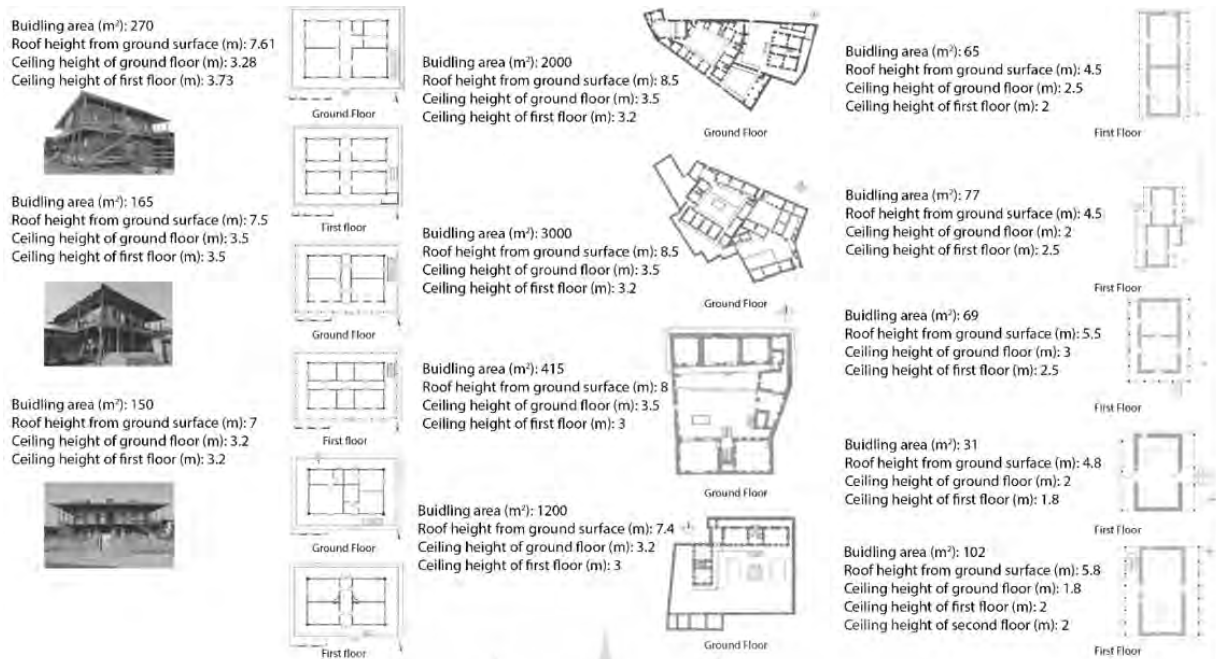 Buidling area (m²): 270
Roof height from ground surface (m): 7.61
Ceiling height of ground floor (m): 3.28
Ceiling height of first floor (m): 3.73
Buidling area (m²): 165
Roof height from ground surface (m): 7.5
Ceiling height of ground floor (m): 3.5
Ceiling height of first floor (m): 3.5
Buidling area (m²): 150
Roof height from ground surface (m): 7
Ceiling height of ground floor (m): 3.2
Ceiling height of first floor (m): 3.2
Ground Floor
First floor
Ground Floor
First floor
Ground Floor
First floor
Buidling area (m²): 2000
Roof height from ground surface (m): 8.5
Ceiling height of ground floor (m): 3.5
Ceiling height of first floor (m): 3.2
Ground Floor
Buidling area (m²): 3000
Roof height from ground surface (m): 8.5
Ceiling height of ground floor (m): 3.5
Ceiling height of first floor (m): 3.2
Ground Floor
Buidling area (m²): 415
Roof height from ground surface (m): 8
Ceiling height of ground floor (m): 3.5
Ceiling height of first floor (m): 3
Ground Floor
Buidling area (m²): 1200
Roof height from ground surface (m): 7.4
Ceiling height of ground floor (m): 3.2
Ceiling height of first floor (m): 3
Ground Floor
Buidling area (m²): 65
Roof height from ground surface (m): 4.5
Ceiling height of ground floor (m): 2.5
Ceiling height of first floor (m): 2
First Floor
Buidling area (m²): 77
Roof height from ground surface (m): 4.5
Ceiling height of ground floor (m): 2
Ceiling height of first floor (m): 2.5
First Floor
Buidling area (m²): 69
Roof height from ground surface (m): 5.5
Ceiling height of ground floor (m): 3
Ceiling height of first floor (m): 2.5
First Floor
Buidling area (m²): 31
Roof height from ground surface (m): 4.8
Ceiling height of ground floor (m): 2
Ceiling height of first floor (m): 1.8
First Floor
Buidling area (m²): 102
Roof height from ground surface (m): 5.8
Ceiling height of ground floor (m): 1.8
Ceiling height of first floor (m): 2
Ceiling height of second floor (m): 2
First Floor